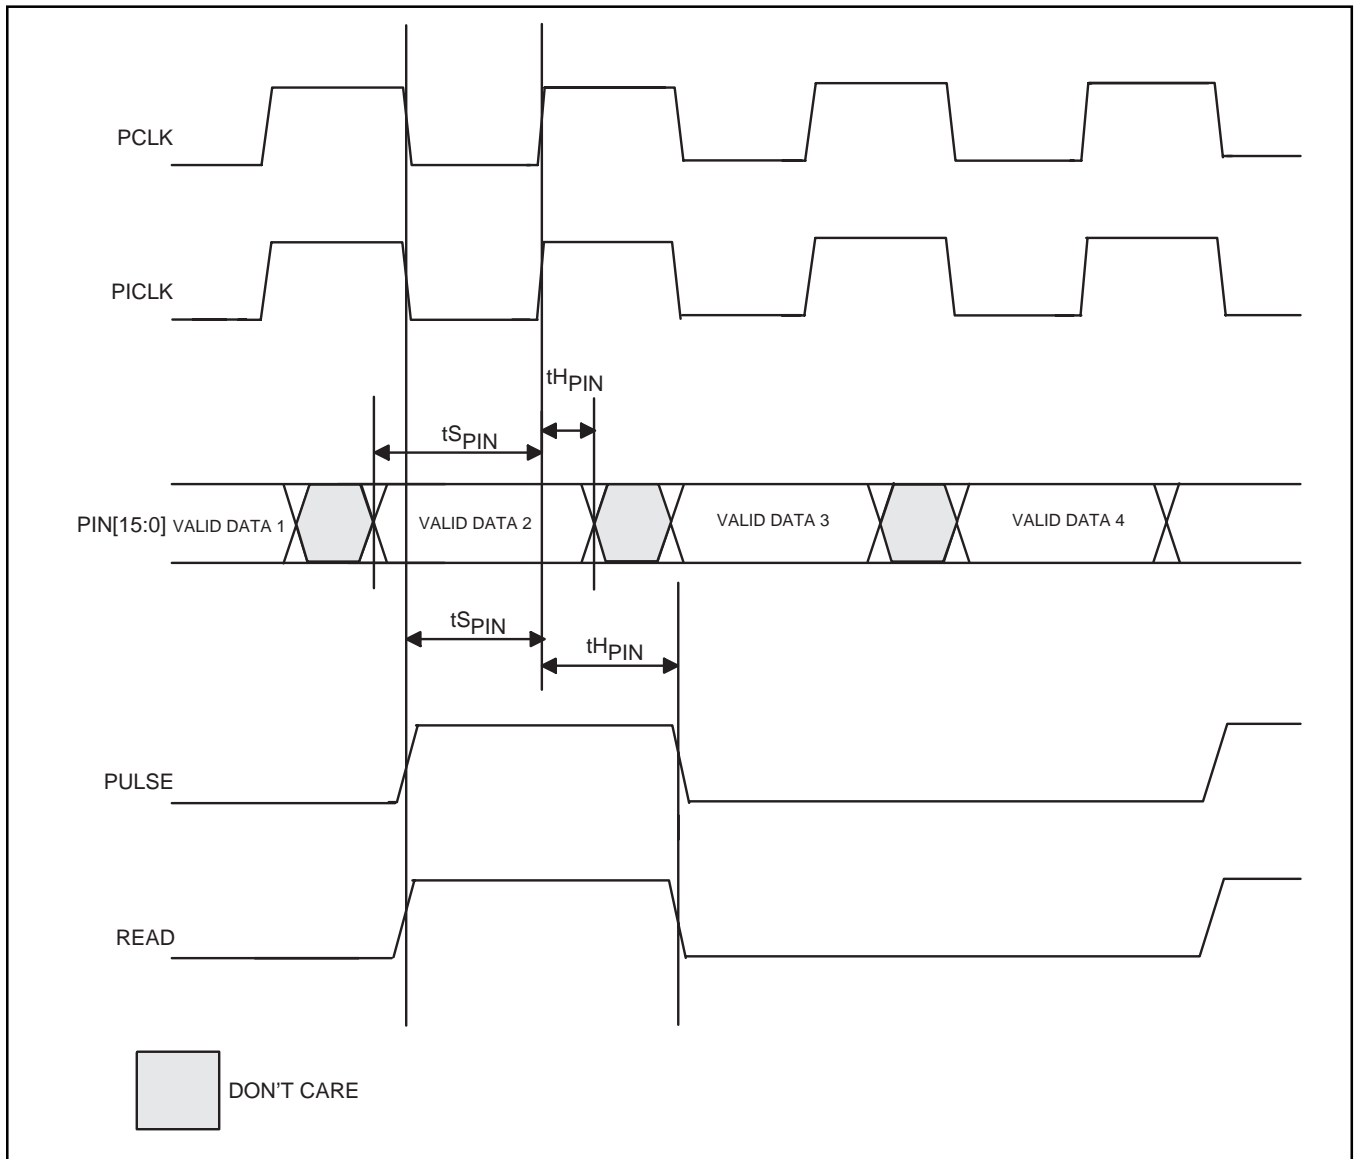 PCLK
PICLK
tHPIN
tSPIN
PIN[15:0] VALID DATA 1 VALID DATA 2 VALID DATA 3 VALID DATA 4
tSPIN
tHPIN
PULSE
READ
DON'T CARE